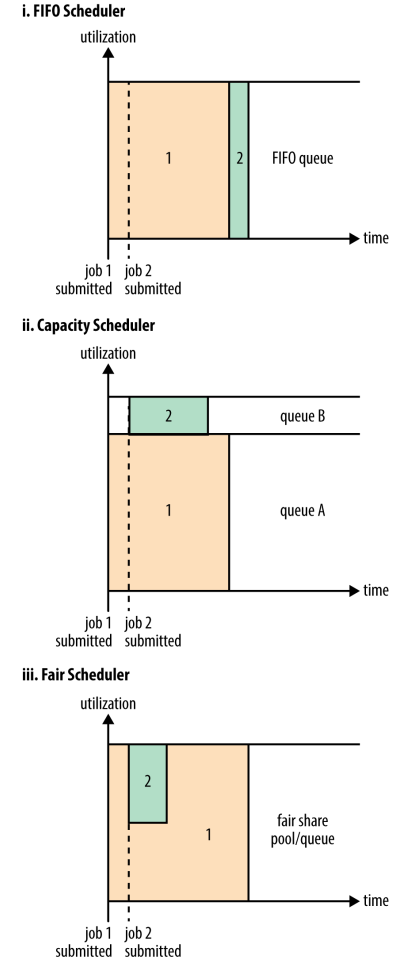 i. FIFO Scheduler
utilization
1
2
FIFO queue
time
job 1 job 2
submitted submitted
ii. Capacity Scheduler
utilization
2
queue B
1
queue A
time
job 1 job 2
submitted submitted
iii. Fair Scheduler
utilization
2
1
fair share
pool/queue
time
job 1 job 2
submitted submitted